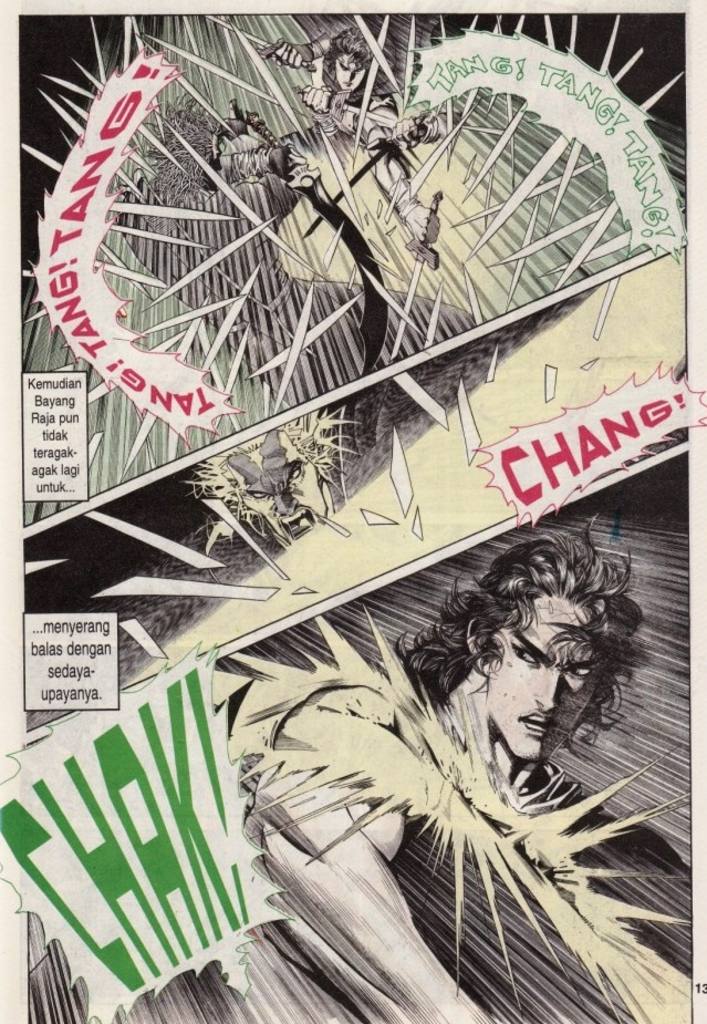 TANG! TANG! TANG!
TANG! TANG! TANG! TANG!
Kemudian
Bayang
Raja pun
tidak
teragak-
agak lagi
untuk...
CHANG!
...menyerang
balas dengan
sedaya-
upayanya.
CHAK!
13